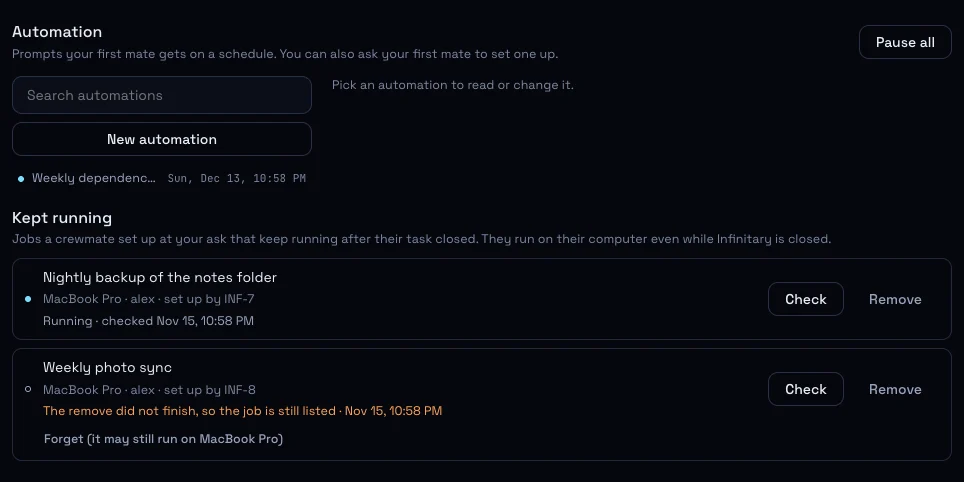 Automation
Prompts your first mate gets on a schedule. You can also ask your first mate to set one up.
Pause all
Search automations
Pick an automation to read or change it.
New automation
Weekly dependenc... Sun, Dec 13, 10:58 PM
Kept running
Jobs a crewmate set up at your ask that keep running after their task closed. They run on their computer even while Infinitary is closed.
Nightly backup of the notes folder
MacBook Pro · alex · set up by INF-7
Running · checked Nov 15, 10:58 PM
Check
Remove
Weekly photo sync
MacBook Pro · alex · set up by INF-8
The remove did not finish, so the job is still listed · Nov 15, 10:58 PM
Forget (it may still run on MacBook Pro)
Check
Remove